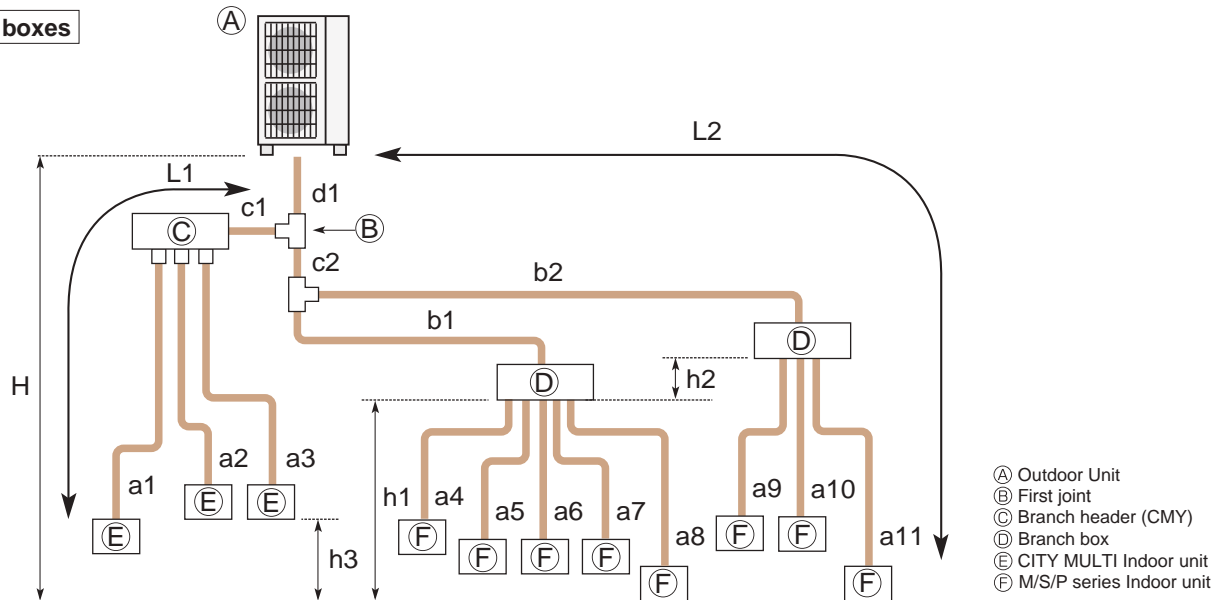 boxes
Ⓐ
L2
L1
d1
c1
Ⓒ
Ⓑ
c2
b2
b1
Ⓓ
Ⓓ
h2
H
a1
a2
a3
Ⓔ
Ⓔ
Ⓔ
h3
h1
a4
a5
a6
a7
a8
a9
a10
a11
Ⓕ
Ⓕ
Ⓕ
Ⓕ
Ⓕ
Ⓕ
Ⓕ
Ⓕ
Ⓐ Outdoor Unit
Ⓑ First joint
Ⓒ Branch header (CMY)
Ⓓ Branch box
Ⓔ CITY MULTI Indoor unit
Ⓕ M/S/P series Indoor unit